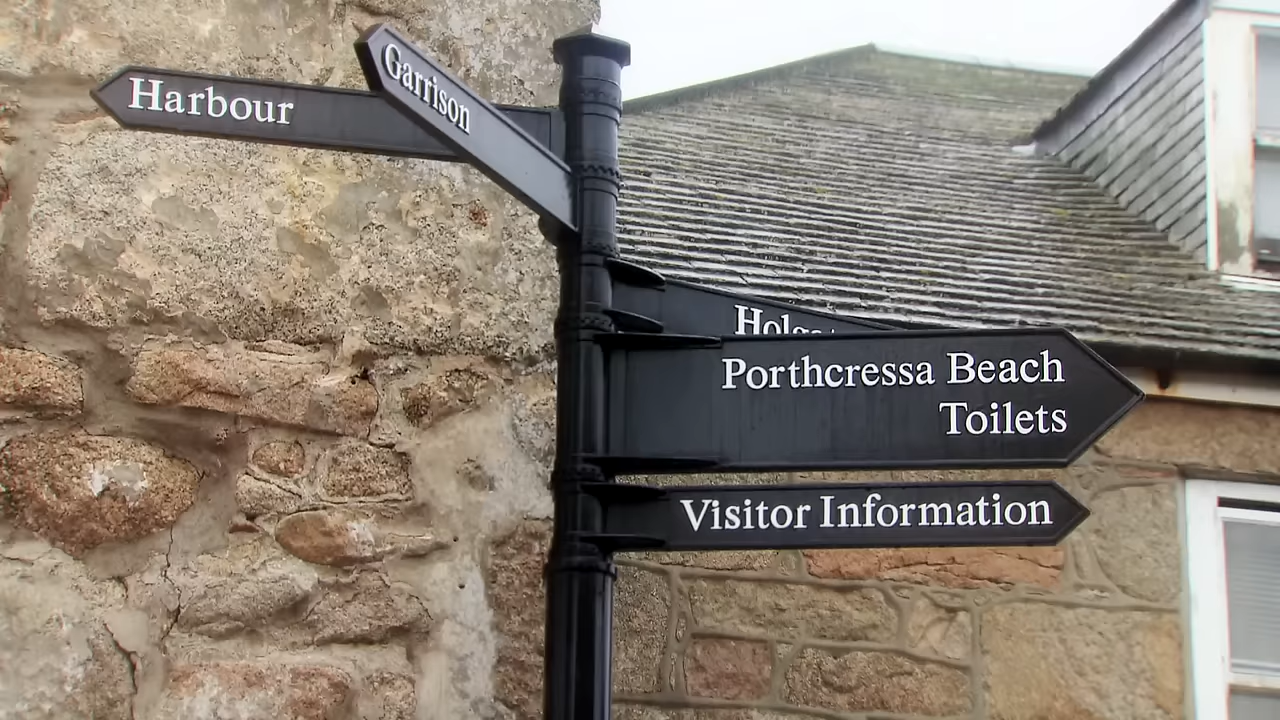 Garrison
Harbour
Porthcressa Beach
Toilets
Visitor Information